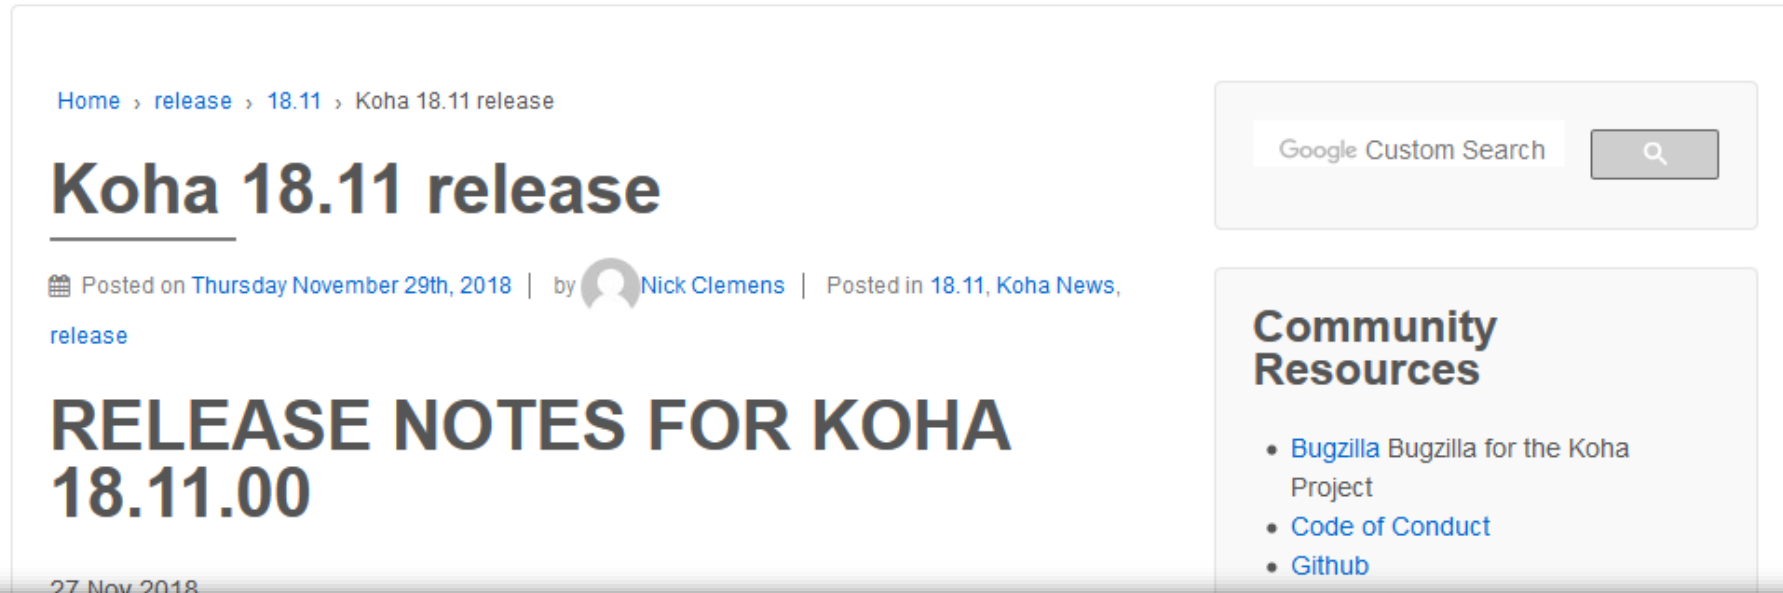 Home › release › 18.11 › Koha 18.11 release
Koha 18.11 release
Posted on Thursday November 29th, 2018 | by Nick Clemens | Posted in 18.11, Koha News,
release
RELEASE NOTES FOR KOHA
18.11.00
27 Nov 2018
Google Custom Search
Community
Resources
• Bugzilla Bugzilla for the Koha
Project
• Code of Conduct
• Github